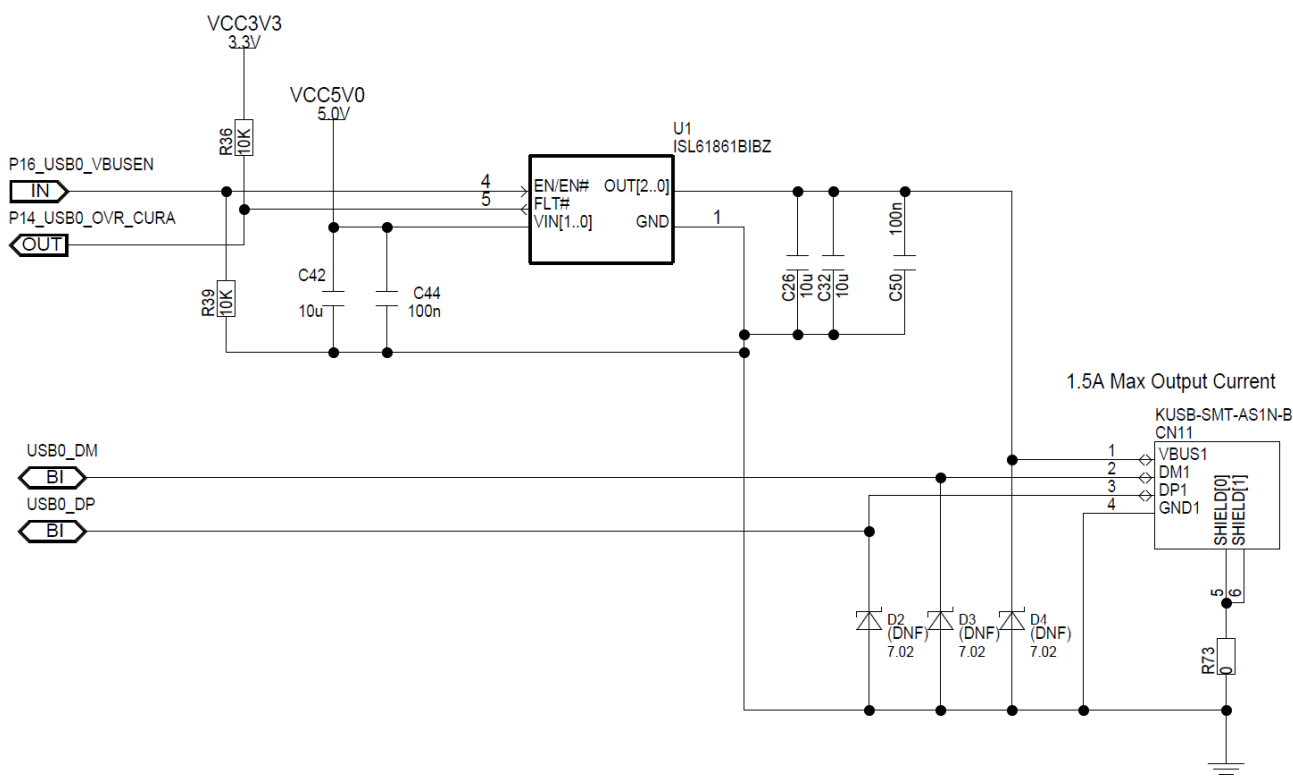 VCC3V3
3.3V
VCC5V0
5.0V
R36
10K
U1
ISL61861BIBZ
P16_USB0_VBUSEN
IN
4
EN/EN#
OUT[2..0]
5
FLT#
P14_USB0_OVR_CURA
OUT
VIN[1..0]
GND
1
100n
C26
10u
C32
10u
C50
R39
10K
C42
10u
C44
100n
1.5A Max Output Current
KUSB-SMT-AS1N-B
CN11
USB0_DM
BI
USB0_DP
BI
1
VBUS1
2
DM1
3
DP1
4
GND1
SHIELD[0]
SHIELD[1]
5
6
D2
(DNF)
7.02
D3
(DNF)
7.02
D4
(DNF)
7.02
R73
0